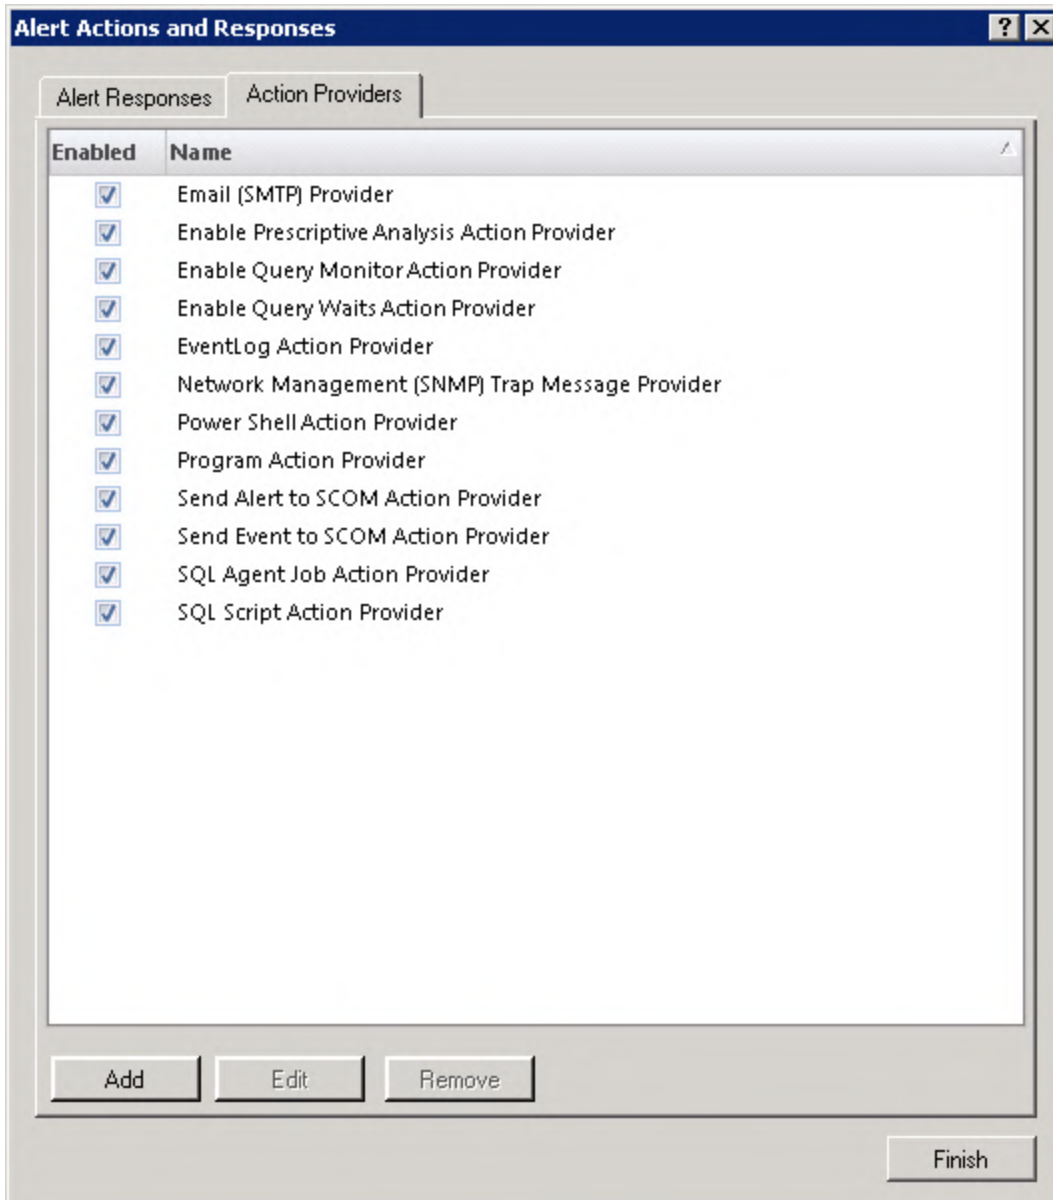 Alert Actions and Responses
Alert Responses Action Providers
Enabled Name
Email (SMTP) Provider
Enable Prescriptive Analysis Action Provider
Enable Query Monitor Action Provider
Enable Query Waits Action Provider
EventLog Action Provider
Network Management (SNMP) Trap Message Provider
Power Shell Action Provider
Program Action Provider
Send Alert to SCOM Action Provider
Send Event to SCOM Action Provider
SQL Agent Job Action Provider
SQL Script Action Provider
Add Edit Remove
Finish